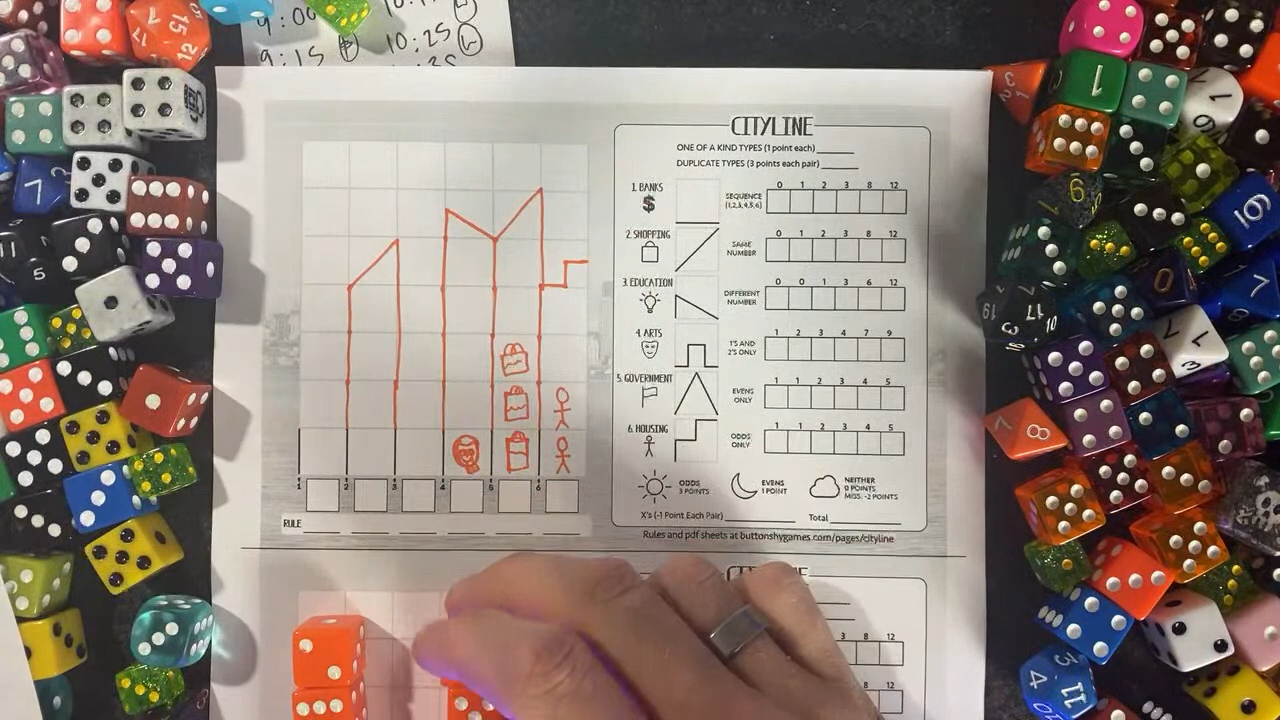 9:00
9:15 10:25
CITYLINE
ONE OF A KIND TYPES (1 point each)
DUPLICATE TYPES (3 points each pair)
1. BANKS
$
SEQUENCE
(1,2,3,4,5,6)
0 1 2 3 8 12
2. SHOPPING
SAME
NUMBER
0 1 2 3 8 12
3. EDUCATION
DIFFERENT
NUMBER
0 0 1 3 6 12
4. ARTS
1'S AND
2'S ONLY
1 2 3 4 7 9
5. GOVERNMENT
EVENS
ONLY
1 1 2 3 4 5
6. HOUSING
ODDS
ONLY
1 1 2 3 4 5
ODDS
3 POINTS
EVENS
1 POINT
NEITHER
0 POINTS
MISS: -2 POINTS
X's (-1 Point Each Pair) Total
Rules and pdf sheets at buttonshygames.com/pages/cityline
1 2 3 4 5 6
RULE
3 8 12
8 12